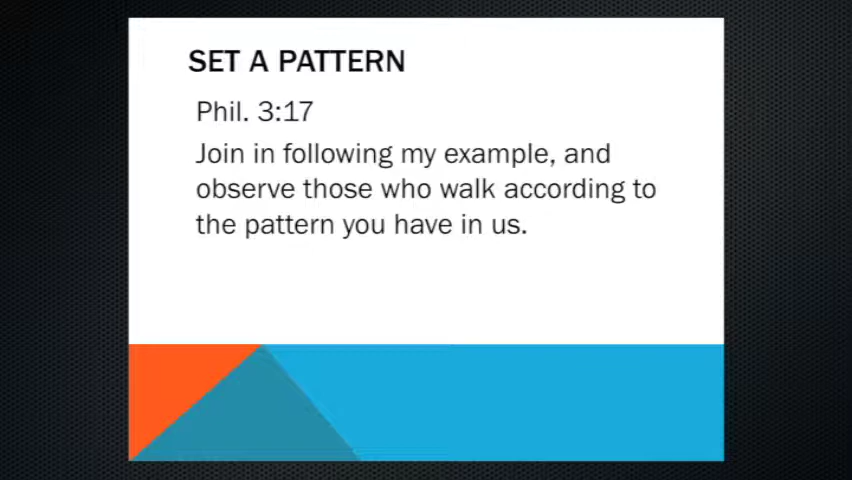 SET A PATTERN
Phil. 3:17
Join in following my example, and
observe those who walk according to
the pattern you have in us.